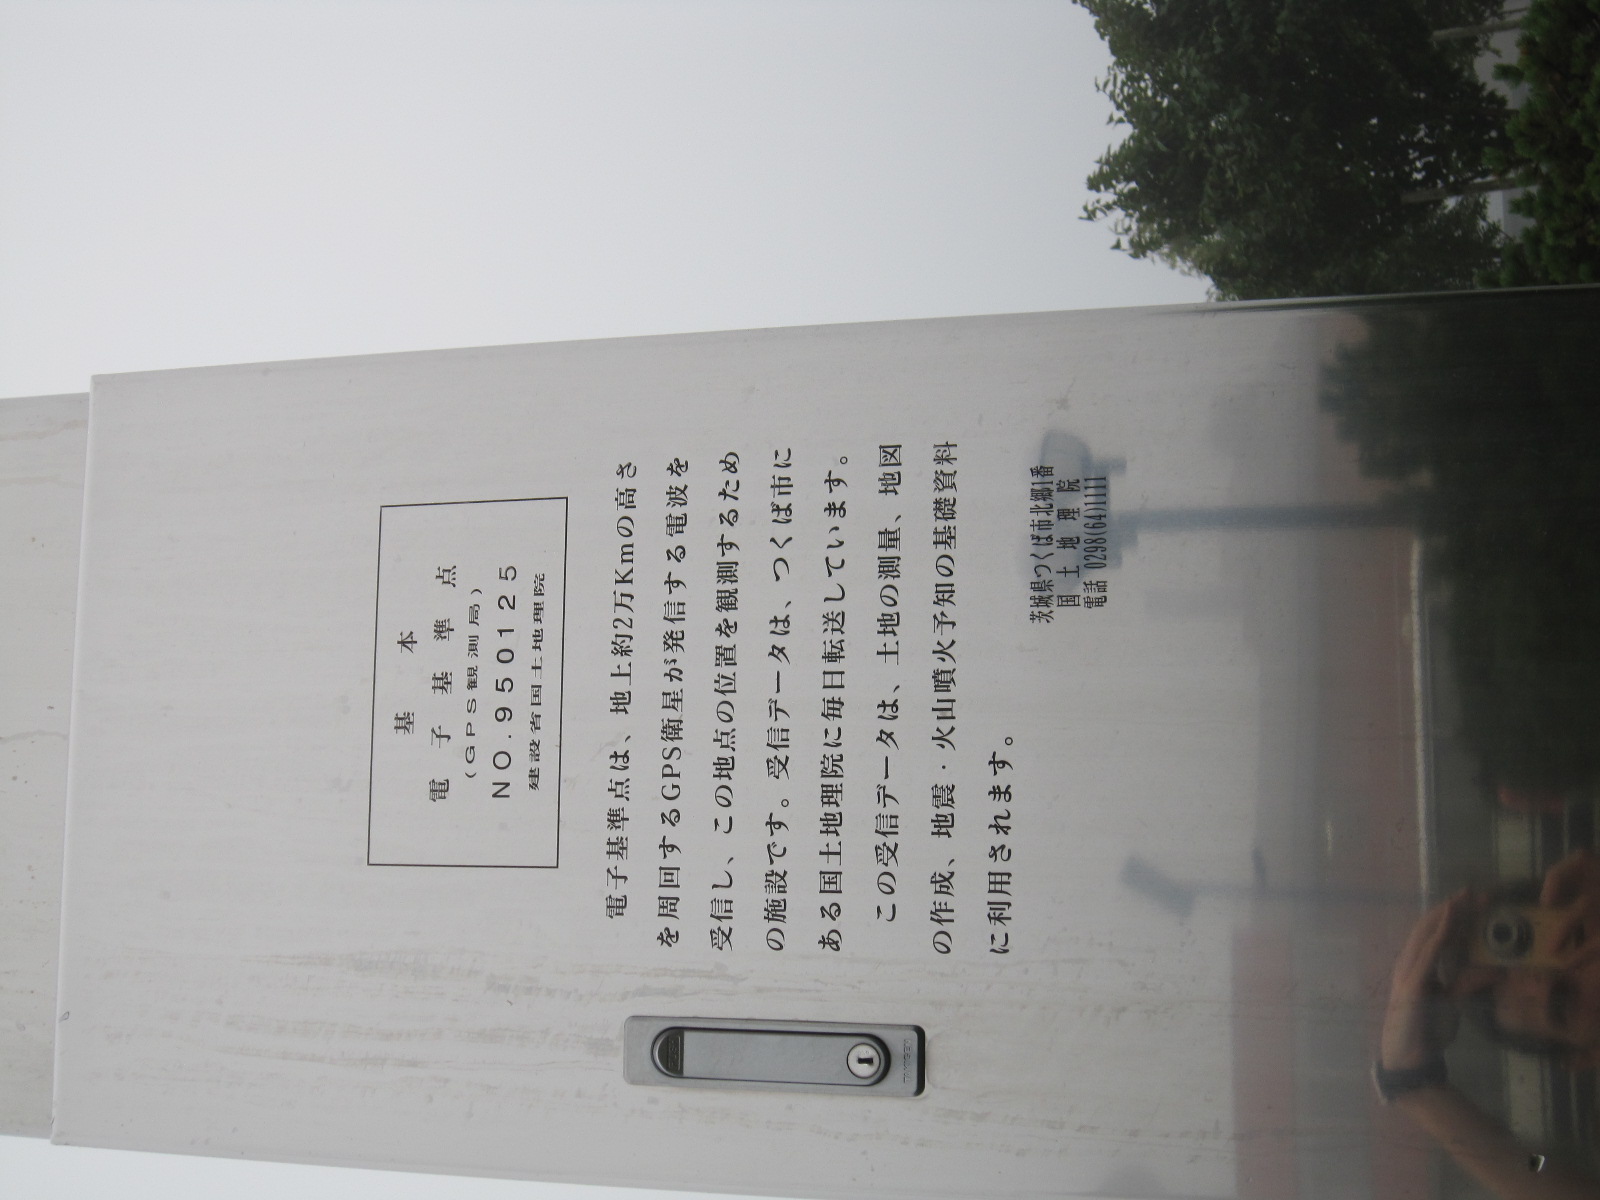 基本
電子基準点
(GPS観測局)
NO.950125
建設省国土地理院
電子基準点は、地上約2万Kmの高さ
を周回するGPS衛星が発信する電波を
受信し、この地点の位置を観測するため
の施設です。受信データは、つくば市に
ある国土地理院に毎日転送しています。
この受信データは、土地の測量、地図
の作成、地震・火山噴火予知の基礎資料
に利用されます。
茨城県つくば市北郷1番
国土地理院
電話 0298(64)1111
TAKIGEN